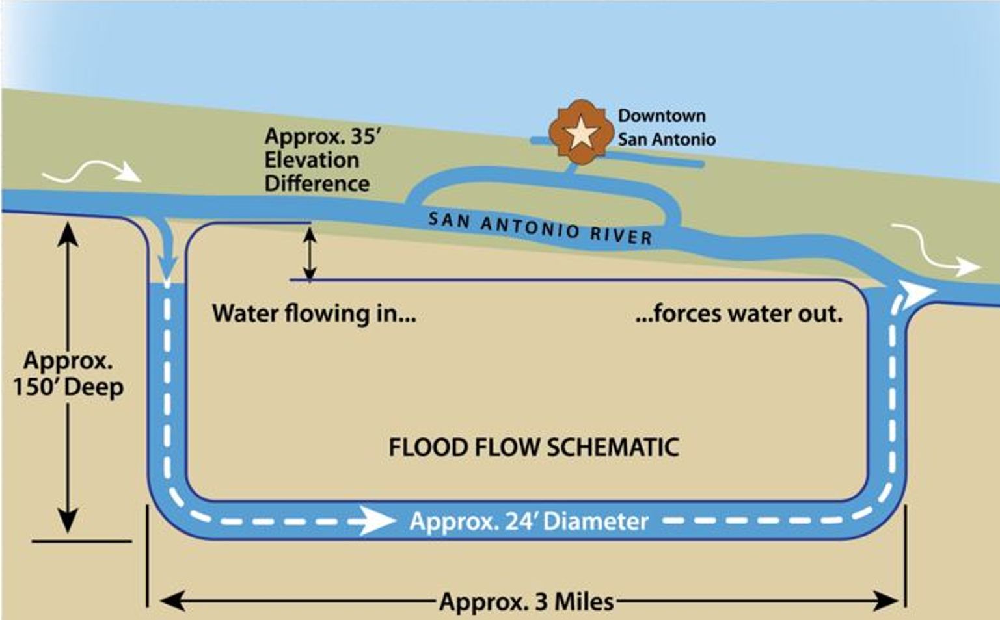 Downtown
San Antonio
Approx. 35′
Elevation
Difference
SAN ANTONIO RIVER
Water flowing in...
...forces water out.
Approx.
150′ Deep
FLOOD FLOW SCHEMATIC
Approx. 24′ Diameter
Approx. 3 Miles